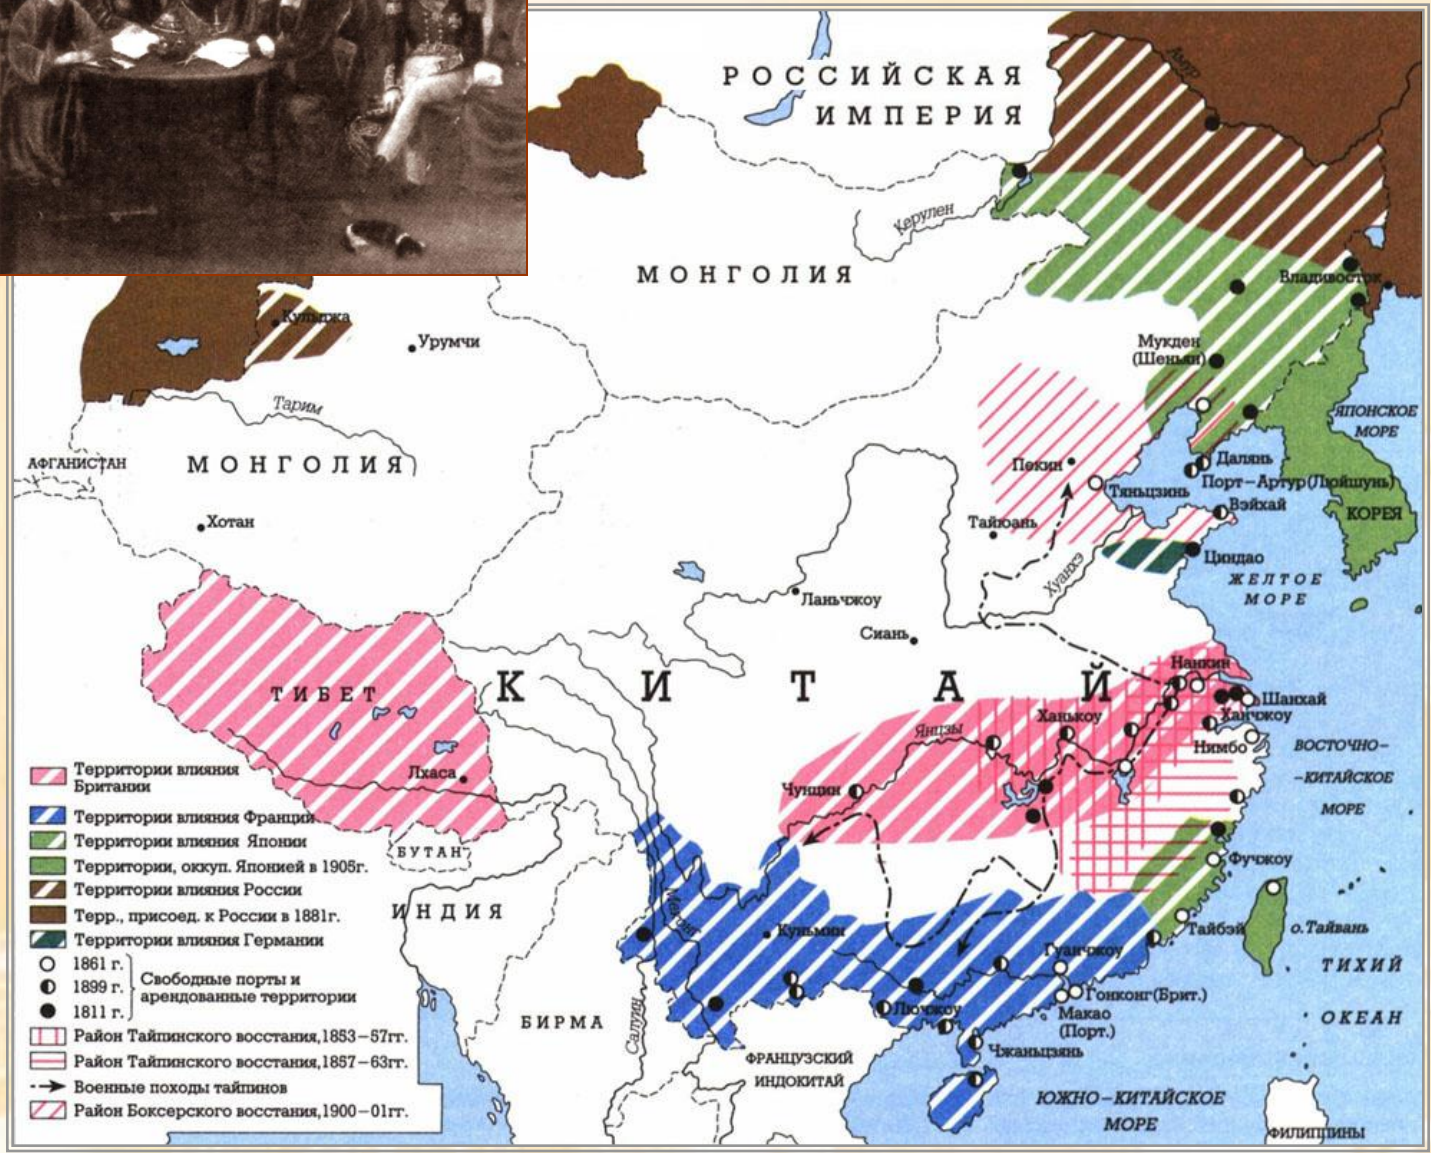 РОССИЙСКАЯ
ИМПЕРИЯ
Амур
Керулен
МОНГОЛИЯ
Владивосток
Кульджа
Урумчи
Мукден
(Шеньян)
Тарим
ЯПОНСКОЕ
МОРЕ
АФГАНИСТАН
МОНГОЛИЯ
Пекин
Далянь
Порт-Артур(Люйшунь)
Тяньцзинь
Вэйхай
КОРЕЯ
Хотан
Тайюань
Циндао
Хуанхэ
ЖЕЛТОЕ
МОРЕ
Ланьчжоу
Сиань
КИТАЙ
ТИБЕТ
Нанкин
Шанхай
Ханькоу
Ханчжоу
Янцзы
Нимбо
ВОСТОЧНО-
-КИТАЙСКОЕ
МОРЕ
Лхаса
Чунцин
БУТАН
Фучжоу
ИНДИЯ
Меконг
Куньмин
Тайбэй
о.Тайвань
Гуанчжоу
ТИХИЙ
ОКЕАН
Гонконг(Брит.)
Макао
(Порт.)
Лючжоу
БИРМА
Салуин
Чжаньцзянь
ФРАНЦУЗСКИЙ
ИНДОКИТАЙ
ЮЖНО-КИТАЙСКОЕ
МОРЕ
ФИЛИППИНЫ
Территории влияния
Британии
Территории влияния Франции
Территории влияния Японии
Территории, оккуп. Японией в 1905г.
Территории влияния России
Терр., присоед. к России в 1881г.
Территории влияния Германии
1861 г.
1899 г.
1811 г.
Свободные порты и
арендованные территории
Район Тайпинского восстания,1853-57гг.
Район Тайпинского восстания,1857-63гг.
Военные походы тайпинов
Район Боксерского восстания,1900-01гг.